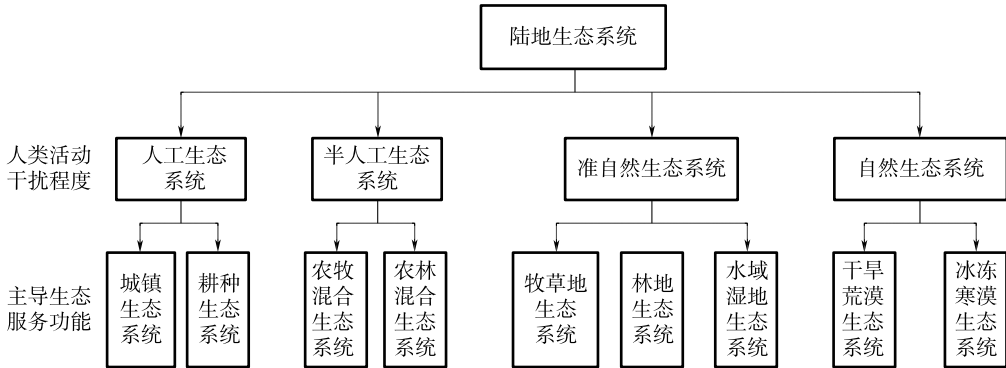 陆地生态系统
人类活动
干扰程度
人工生态
系统
半人工生态
系统
准自然生态系统
自然生态系统
主导生态
服务功能
城镇
生态
系统
耕种
生态
系统
农牧
混合
生态
系统
农林
混合
生态
系统
牧草地
生态
系统
林地
生态
系统
水域
湿地
生态
系统
干旱
荒漠
生态
系统
冰冻
寒漠
生态
系统